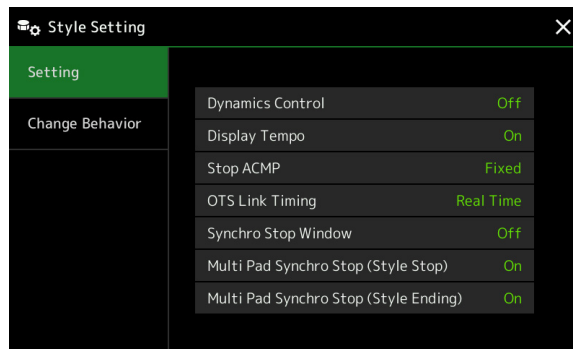 Style Setting
Setting
Change Behavior
Dynamics Control Off
Display Tempo On
Stop ACMP Fixed
OTS Link Timing Real Time
Synchro Stop Window Off
Multi Pad Synchro Stop (Style Stop) On
Multi Pad Synchro Stop (Style Ending) On